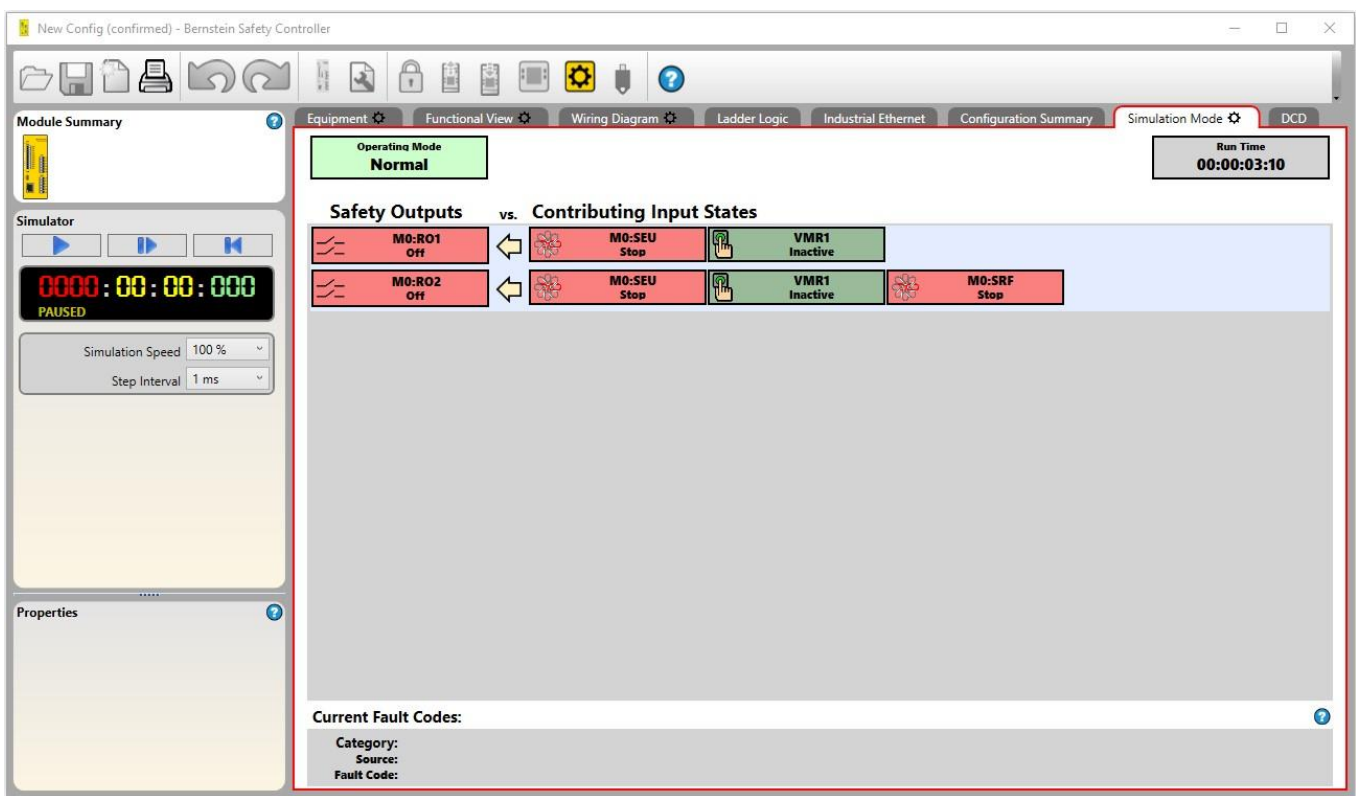 New Config (confirmed) - Bernstein Safety Controller
Module Summary
Equipment Functional View Wiring Diagram Ladder Logic Industrial Ethernet Configuration Summary Simulation Mode DCD
Operating Mode
Normal
Run Time
00:00:03:10
Simulator
0000:00:00:000
PAUSED
Simulation Speed 100 %
Step Interval 1 ms
Safety Outputs vs. Contributing Input States
M0:RO1
Off
M0:SEU
Stop
VMR1
Inactive
M0:RO2
Off
M0:SEU
Stop
VMR1
Inactive
M0:SRF
Stop
Properties
Current Fault Codes:
Category:
Source:
Fault Code: